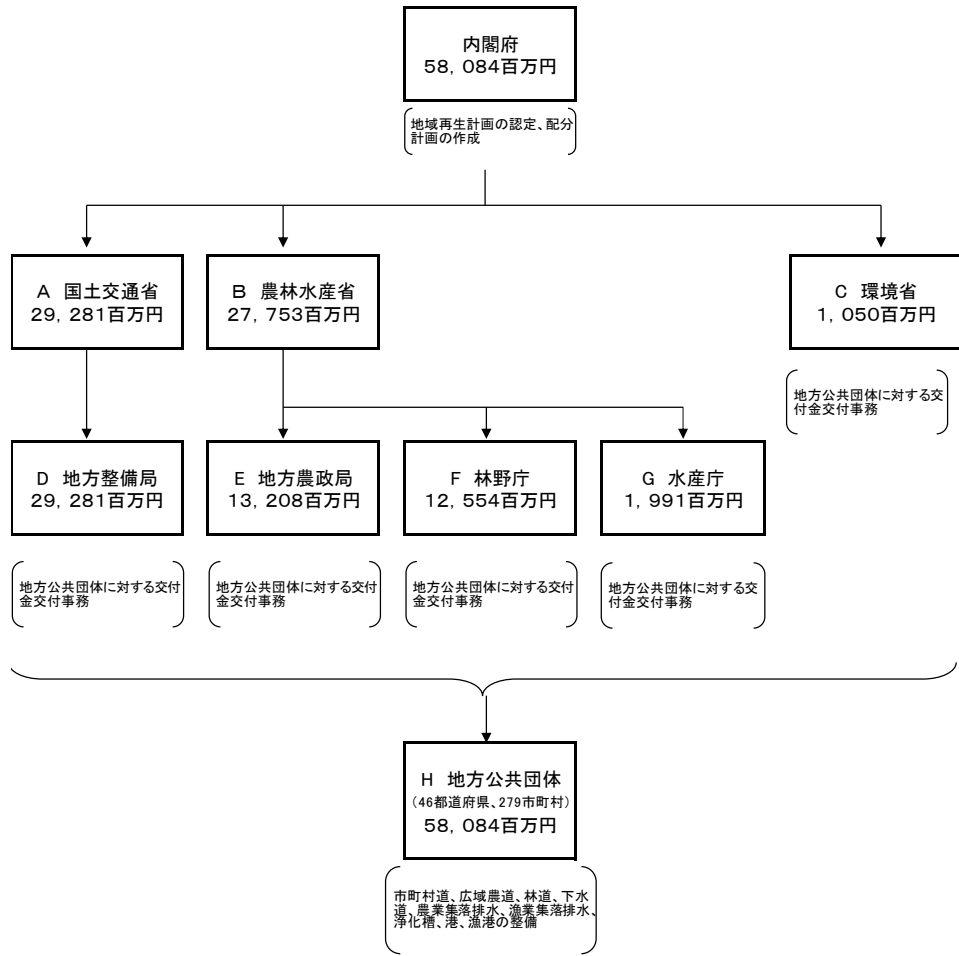 内閣府
58，084百万円
地域再生計画の認定、配分
計画の作成
A　国土交通省
29，281百万円
B　農林水産省
27，753百万円
C　環境省
1，050百万円
地方公共団体に対する交
付金交付事務
D　地方整備局
29，281百万円
E　地方農政局
13，208百万円
F　林野庁
12，554百万円
G　水産庁
1，991百万円
地方公共団体に対する交付
金交付事務
地方公共団体に対する交付
金交付事務
地方公共団体に対する交付
金交付事務
地方公共団体に対する交
付金交付事務
H　地方公共団体
（46都道府県、279市町村）
58，084百万円
市町村道、広域農道、林道、下水
道、農業集落排水、漁業集落排水、
浄化槽、港、漁港の整備